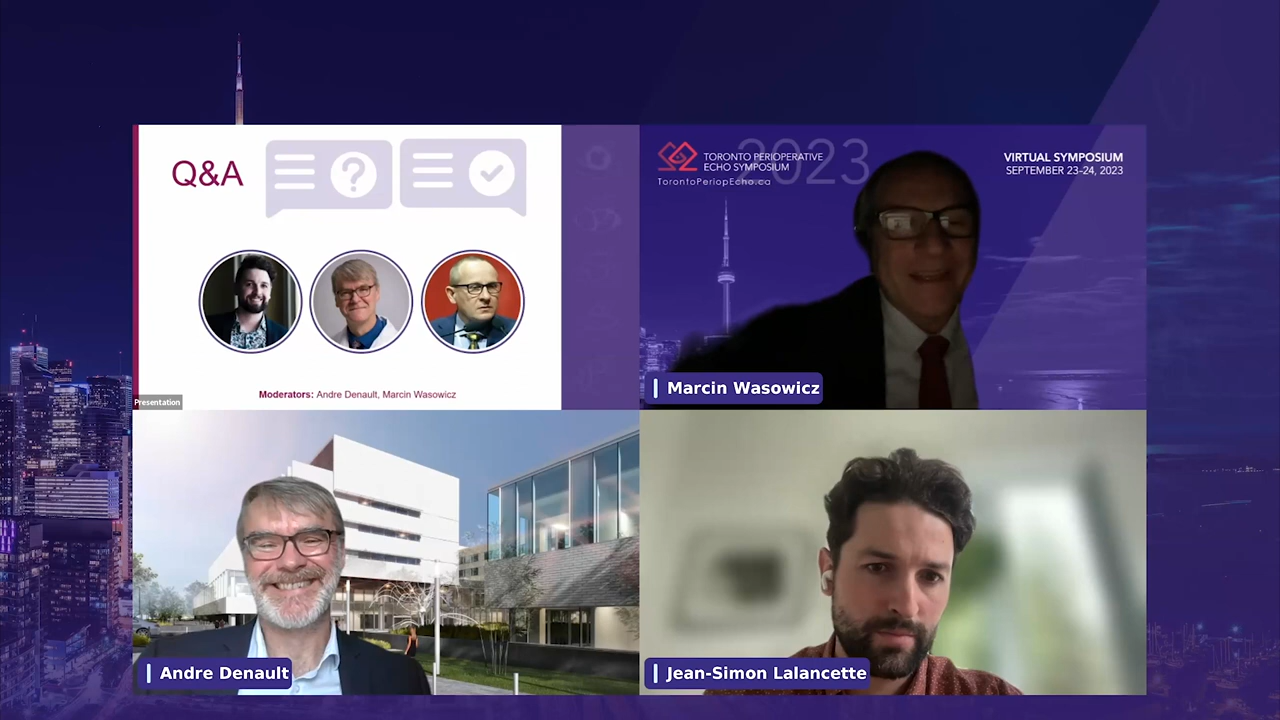 Q&A
Moderators: Andre Denault, Marcin Wasowicz
Presentation
2023
TORONTO PERIOPERATIVE
ECHO SYMPOSIUM
TorontoPeriopEcho.ca
VIRTUAL SYMPOSIUM
SEPTEMBER 23-24, 2023
Marcin Wasowicz
Andre Denault
Jean-Simon Lalancette